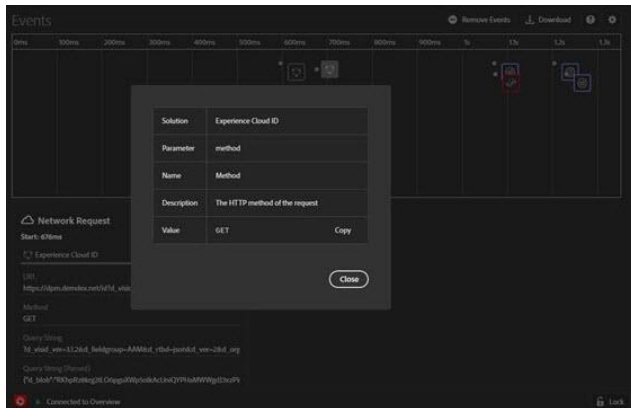 Events
Remove Events
Download
0ms 100ms 200ms 300ms 400ms 500ms 600ms 700ms 800ms 900ms 1s 1.1s 1.2s 1.3s
Solution Experience Cloud ID
Parameter method
Name Method
Description The HTTP method of the request
Value GET Copy
Close
Network Request
Start: 676ms
Experience Cloud ID
URL
Method
GET
Query String
Query String (Parsed)
Connected to Overview
Lock